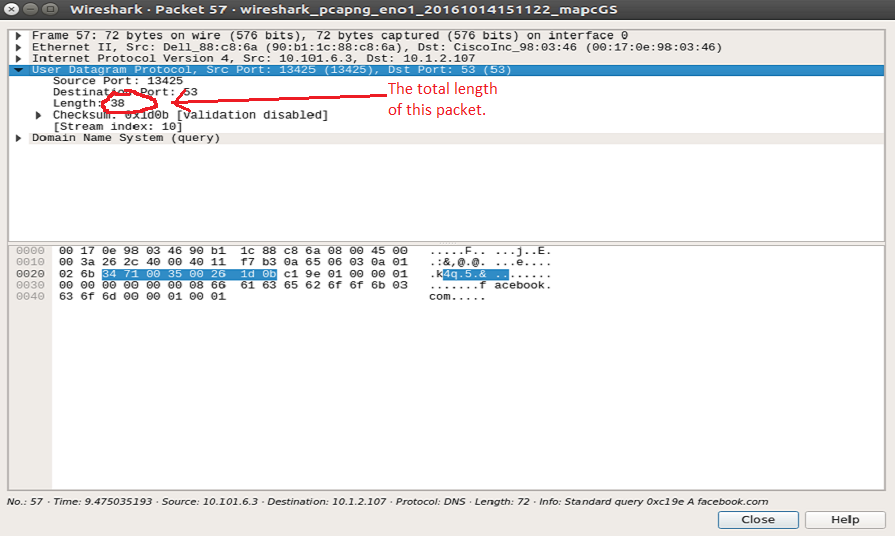 Wireshark · Packet 57 · wireshark_pcapng_eno1_20161014151122_mapcGS
Frame 57: 72 bytes on wire (576 bits), 72 bytes captured (576 bits) on interface 0
Ethernet II, Src: Dell_88:c8:6a (90:b1:1c:88:c8:6a), Dst: CiscoInc_98:03:46 (00:17:0e:98:03:46)
Internet Protocol Version 4, Src: 10.101.6.3, Dst: 10.1.2.107
User Datagram Protocol, Src Port: 13425 (13425), Dst Port: 53 (53)
Source Port: 13425
Destination Port: 53
Length: 38
Checksum: 0x1d0b [validation disabled]
[Stream index: 10]
Domain Name System (query)
The total length
of this packet.
0000 00 17 0e 98 03 46 90 b1 1c 88 c8 6a 08 00 45 00 .....F.. ...j..E.
0010 00 3a 26 2c 40 00 40 11 f7 b3 0a 65 06 03 0a 01 .:&,@.@. ...e....
0020 02 6b 34 71 00 35 00 26 1d 0b c1 9e 01 00 00 01 .k4q.5.& ........
0030 00 00 00 00 00 00 08 66 61 63 65 62 6f 6f 6b 03 .......f acebook.
0040 63 6f 6d 00 00 01 00 01 com.....
No.: 57 · Time: 9.475035193 · Source: 10.101.6.3 · Destination: 10.1.2.107 · Protocol: DNS · Length: 72 · Info: Standard query 0xc19e A facebook.com
Close Help